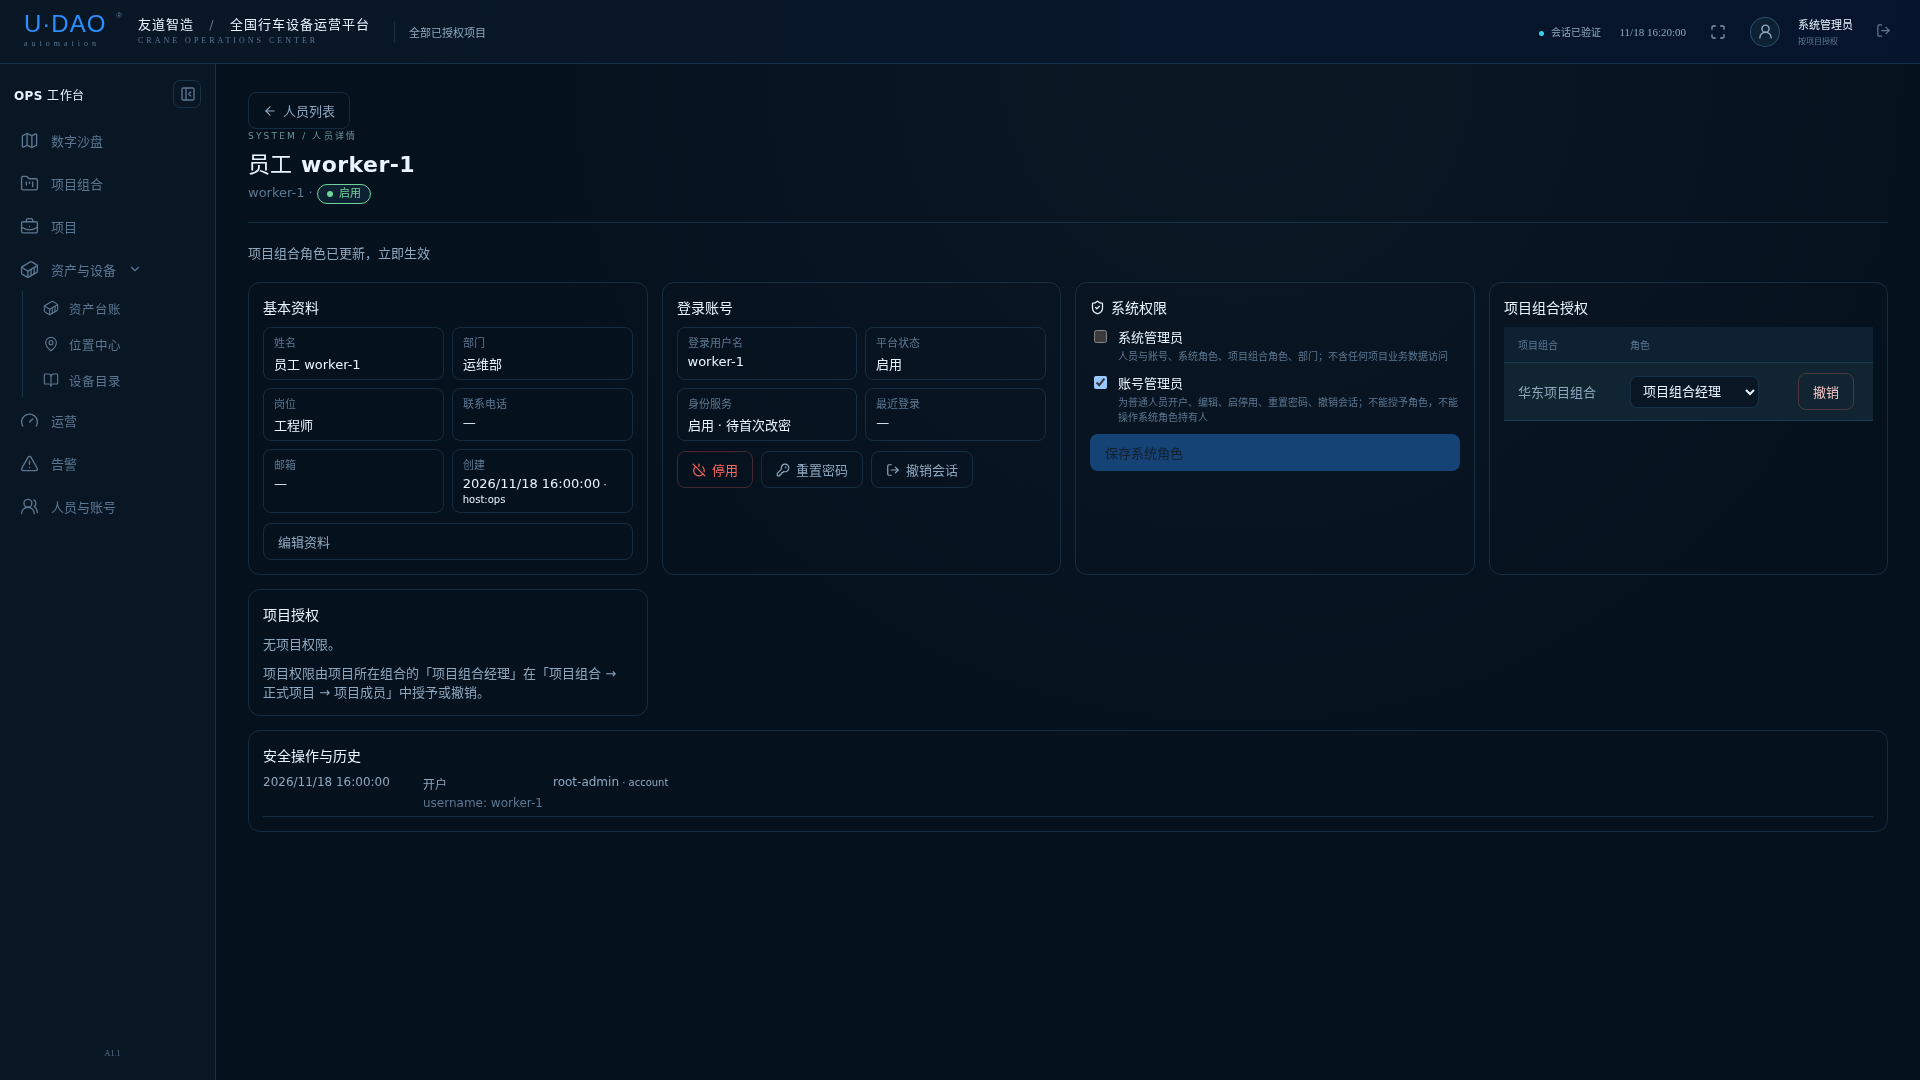 U·DAO ®
automation
友道智造 / 全国行车设备运营平台
CRANE OPERATIONS CENTER
全部已授权项目
会话已验证
11/18 16:20:00
系统管理员
按项目授权
OPS 工作台
数字沙盘
项目组合
项目
资产与设备
资产台账
位置中心
设备目录
运营
告警
人员与账号
A1.1
人员列表
SYSTEM / 人员详情
员工 worker-1
worker-1 · 启用
项目组合角色已更新，立即生效
基本资料
姓名
员工 worker-1
部门
运维部
岗位
工程师
联系电话
—
邮箱
—
创建
2026/11/18 16:00:00 ·
host:ops
编辑资料
登录账号
登录用户名
worker-1
平台状态
启用
身份服务
启用 · 待首次改密
最近登录
—
停用
重置密码
撤销会话
系统权限
系统管理员
人员与账号、系统角色、项目组合角色、部门；不含任何项目业务数据访问
账号管理员
为普通人员开户、编辑、启停用、重置密码、撤销会话；不能授予角色，不能
操作系统角色持有人
保存系统角色
项目组合授权
项目组合 角色
华东项目组合 项目组合经理 撤销
项目授权
无项目权限。
项目权限由项目所在组合的「项目组合经理」在「项目组合 →
正式项目 → 项目成员」中授予或撤销。
安全操作与历史
2026/11/18 16:00:00 开户 root-admin · account
username: worker-1